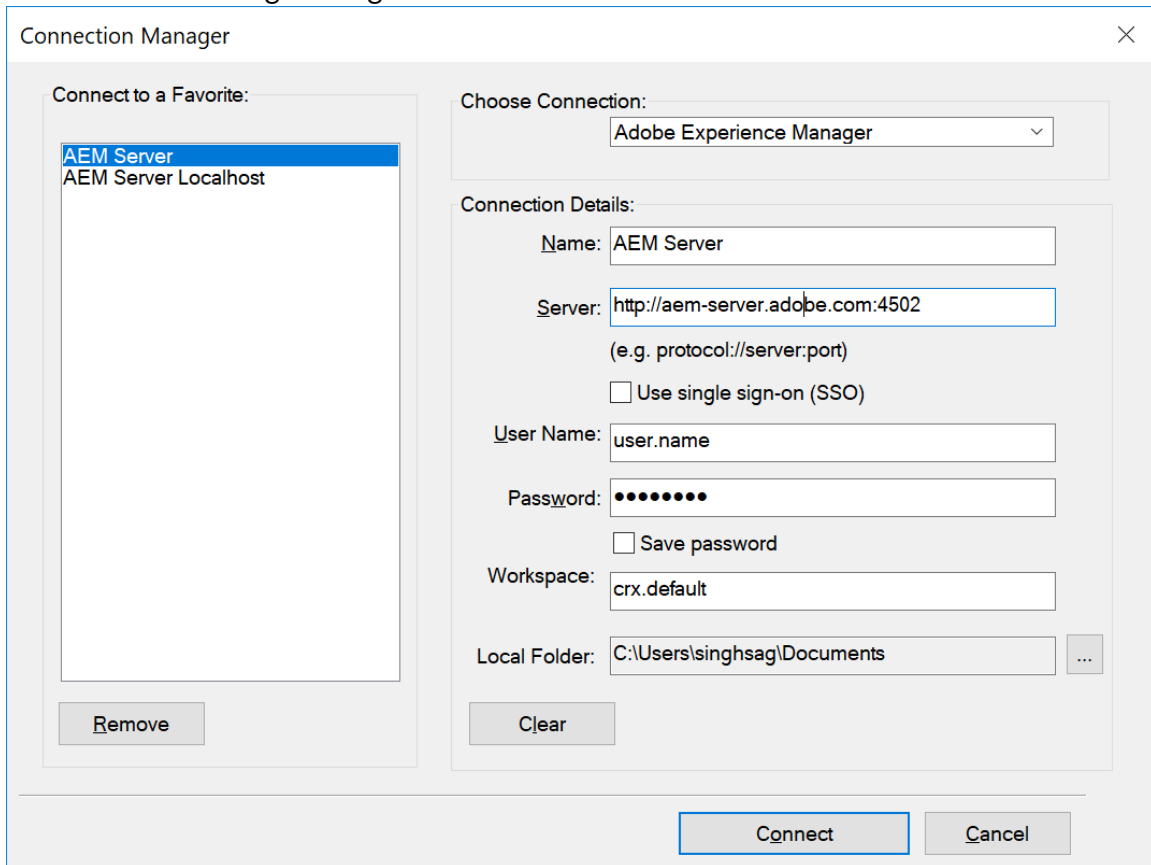 Connection Manager
Connect to a Favorite:
AEM Server
AEM Server Localhost
Remove
Choose Connection:
Adobe Experience Manager
Connection Details:
Name: AEM Server
Server: http://aem-server.adobe.com:4502
(e.g. protocol://server:port)
Use single sign-on (SSO)
User Name: user.name
Password: ●●●●●●●●
Save password
Workspace: crx.default
Local Folder: C:\Users\singhsag\Documents
...
Clear
Connect
Cancel